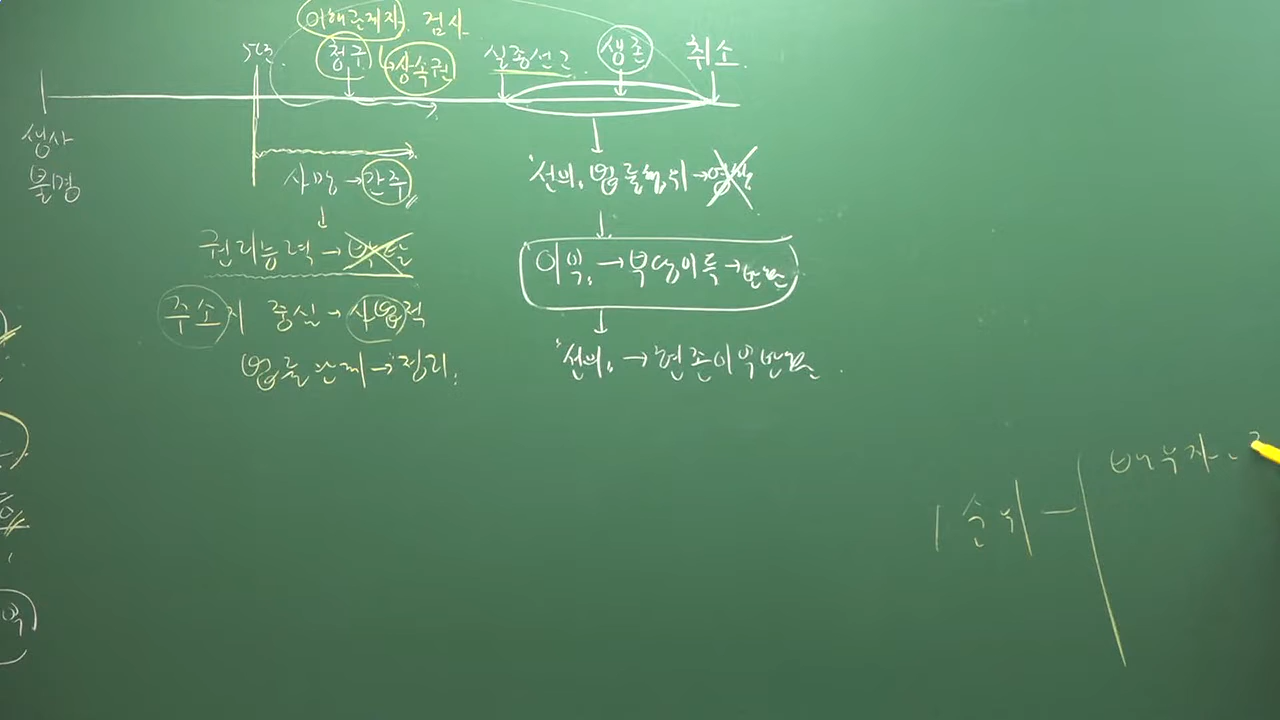 이해관계자 검사
5년 청구 → 상속권 실종선고 생존 취소
생사
불명
사망 → 간주
"선의" 법률행위 →
권리능력 → 박탈
이익 → 부당이득 → 반환
주소지 중심 → 사법적
법률관계 → 정리
"선의" → 현존이익반환
1순위 — 배우자